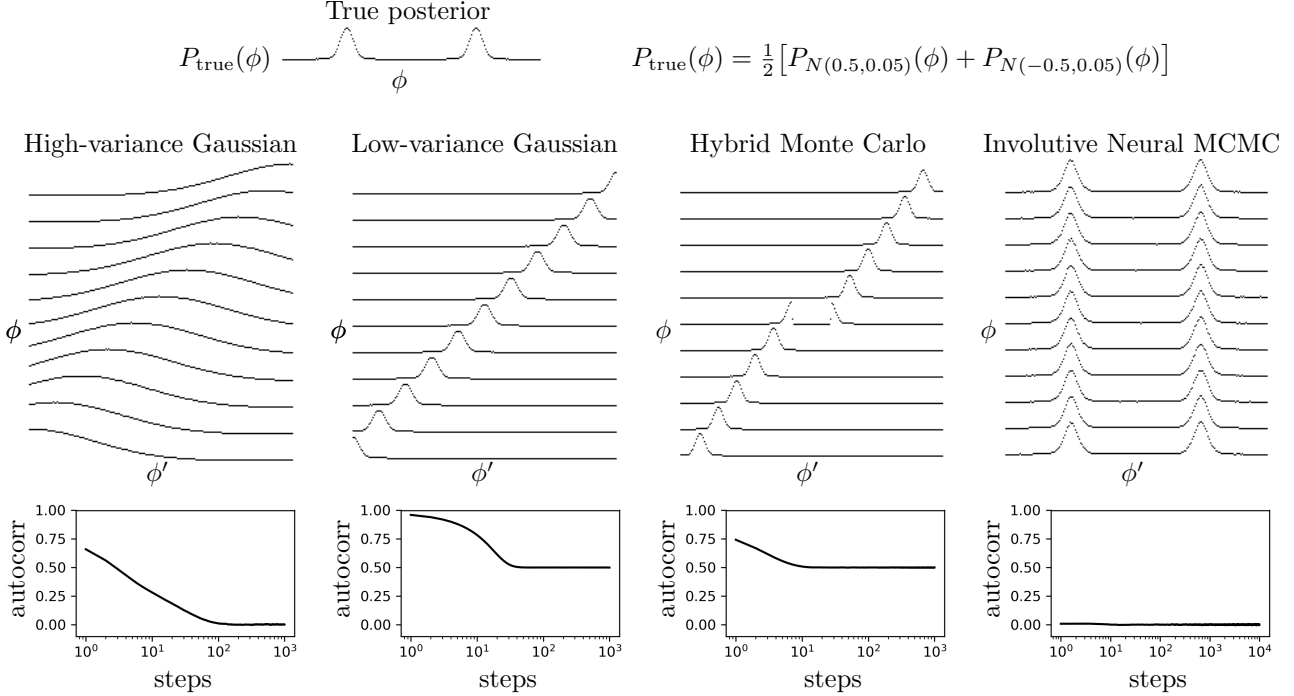 True posterior
P_true(φ)
φ
P_true(φ) = 1/2 [P_N(0.5,0.05)(φ) + P_N(−0.5,0.05)(φ)]
High-variance Gaussian
Low-variance Gaussian
Hybrid Monte Carlo
Involutive Neural MCMC
φ
φ
φ
φ
φ′
φ′
φ′
φ′
autocorr
1.00
0.75
0.50
0.25
0.00
10⁰ 10¹ 10² 10³
steps
autocorr
1.00
0.75
0.50
0.25
0.00
10⁰ 10¹ 10² 10³
steps
autocorr
1.00
0.75
0.50
0.25
0.00
10⁰ 10¹ 10² 10³
steps
autocorr
1.00
0.75
0.50
0.25
0.00
10⁰ 10¹ 10² 10³ 10⁴
steps